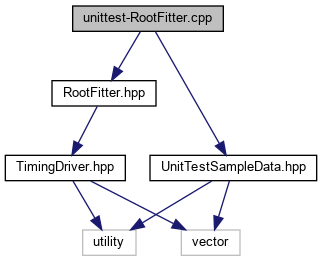 unittest-RootFitter.cpp
RootFitter.hpp
TimingDriver.hpp
UnitTestSampleData.hpp
utility
vector